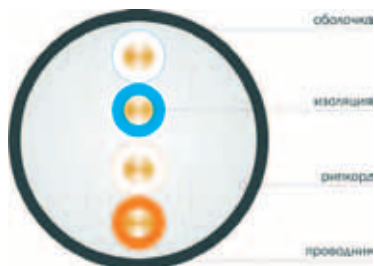 оболочка
изоляция
рипкорд
проводник